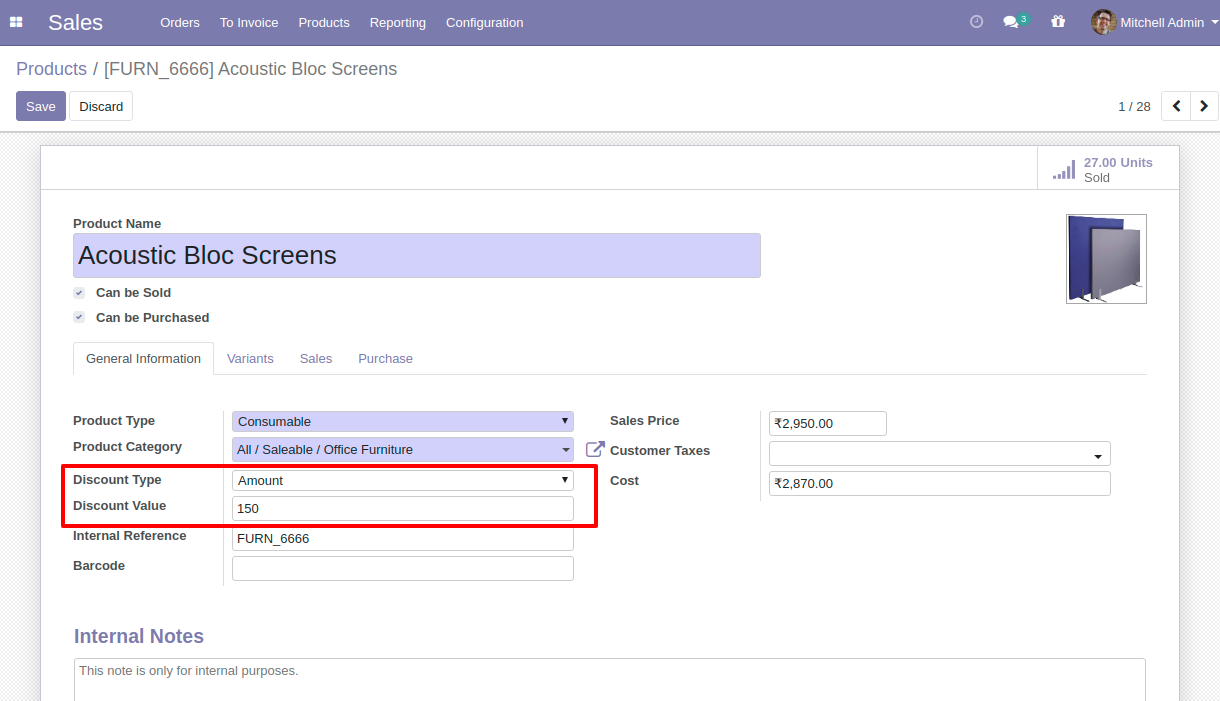 Sales Orders To Invoice Products Reporting Configuration 3 Mitchell Admin
Products / [FURN_6666] Acoustic Bloc Screens
Save Discard 1 / 28
27.00 Units
Sold
Product Name
Acoustic Bloc Screens
Can be Sold
Can be Purchased
General Information Variants Sales Purchase
Product Type Consumable Sales Price ₹2,950.00
Product Category All / Saleable / Office Furniture Customer Taxes
Discount Type Amount Cost ₹2,870.00
Discount Value 150
Internal Reference FURN_6666
Barcode
Internal Notes
This note is only for internal purposes.